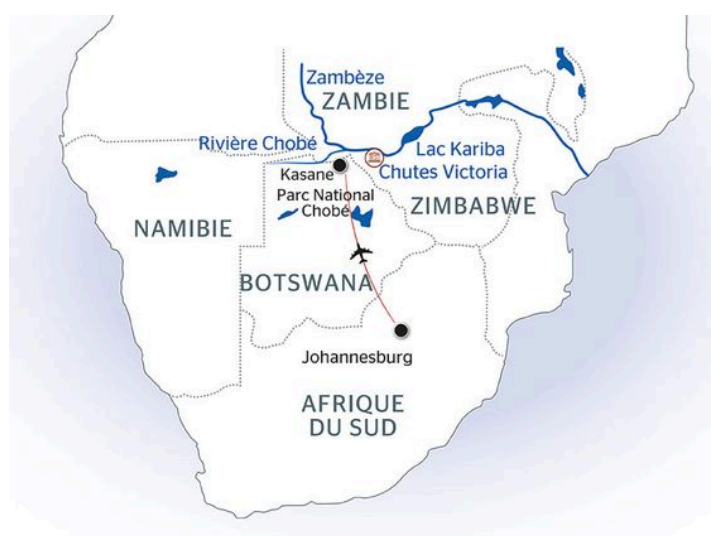 Zambèze
ZAMBIE
Rivière Chobé
Lac Kariba
Kasane
Chutes Victoria
Parc National
Chobé
ZIMBABWE
NAMIBIE
BOTSWANA
Johannesburg
AFRIQUE
DU SUD